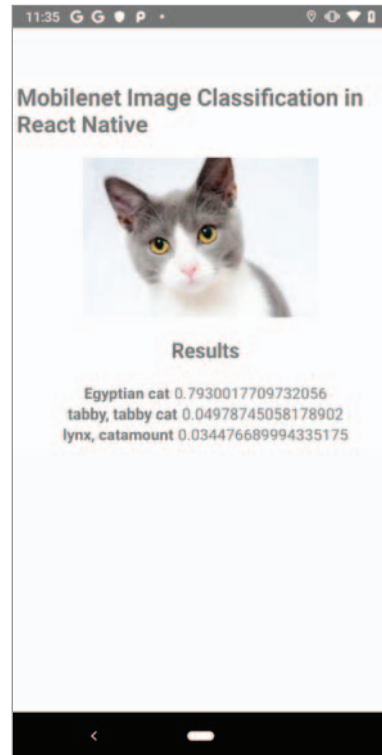 11:35 G G P
Mobilenet Image Classification in
React Native
Results
Egyptian cat 0.7930017709732056
tabby, tabby cat 0.04978745058178902
lynx, catamount 0.034476689994335175